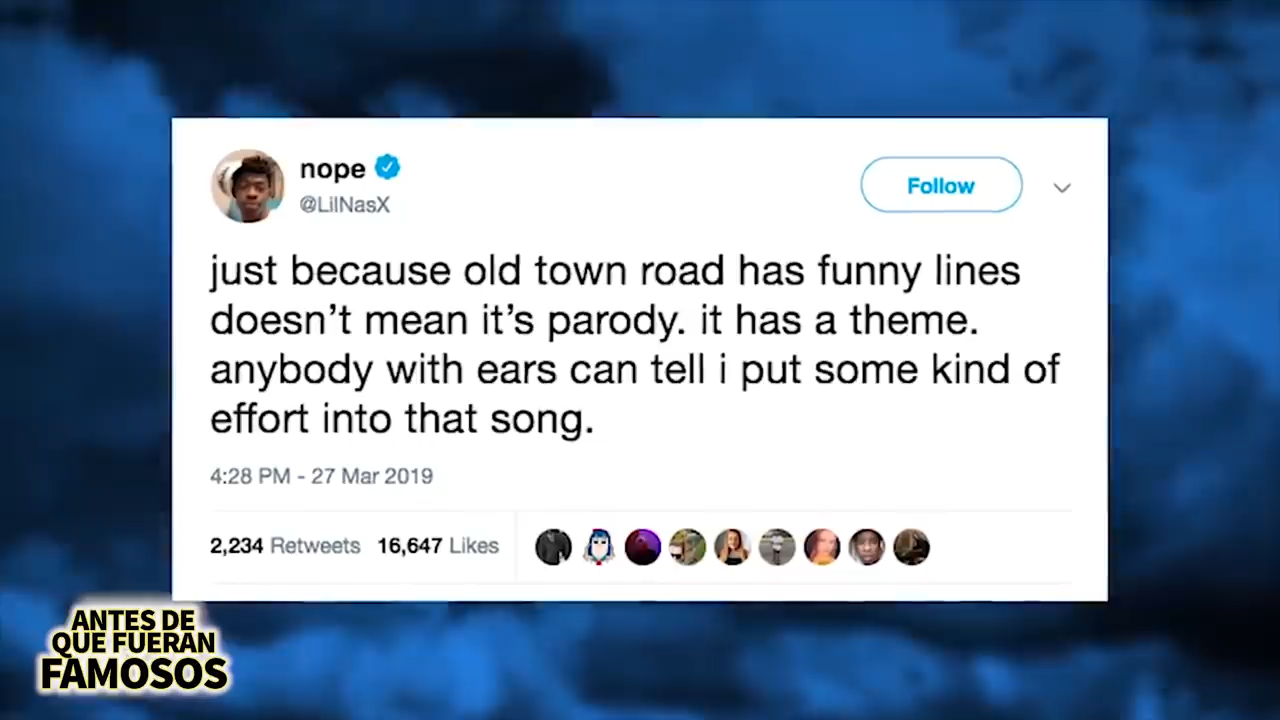 nope
@LilNasX
Follow
just because old town road has funny lines
doesn't mean it's parody. it has a theme.
anybody with ears can tell i put some kind of
effort into that song.
4:28 PM - 27 Mar 2019
2,234 Retweets 16,647 Likes
ANTES DE
QUE FUERAN
FAMOSOS